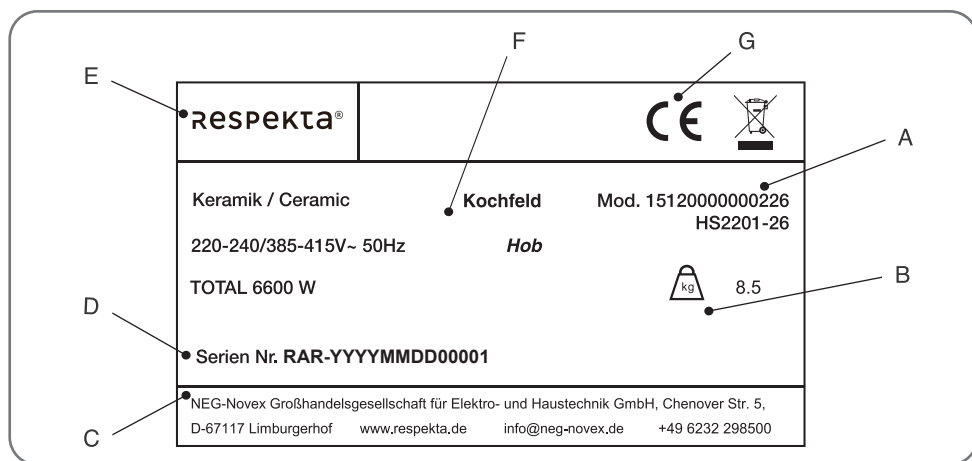 F
G
E
ʀespekta®
CE
A
Keramik / Ceramic Kochfeld Mod. 15120000000226
HS2201-26
220-240/385-415V~ 50Hz Hob
TOTAL 6600 W kg 8.5
B
D
Serien Nr. RAR-YYYYMMDD00001
C
NEG-Novex Großhandelsgesellschaft für Elektro- und Haustechnik GmbH, Chenover Str. 5,
D-67117 Limburgerhof www.respekta.de info@neg-novex.de +49 6232 298500